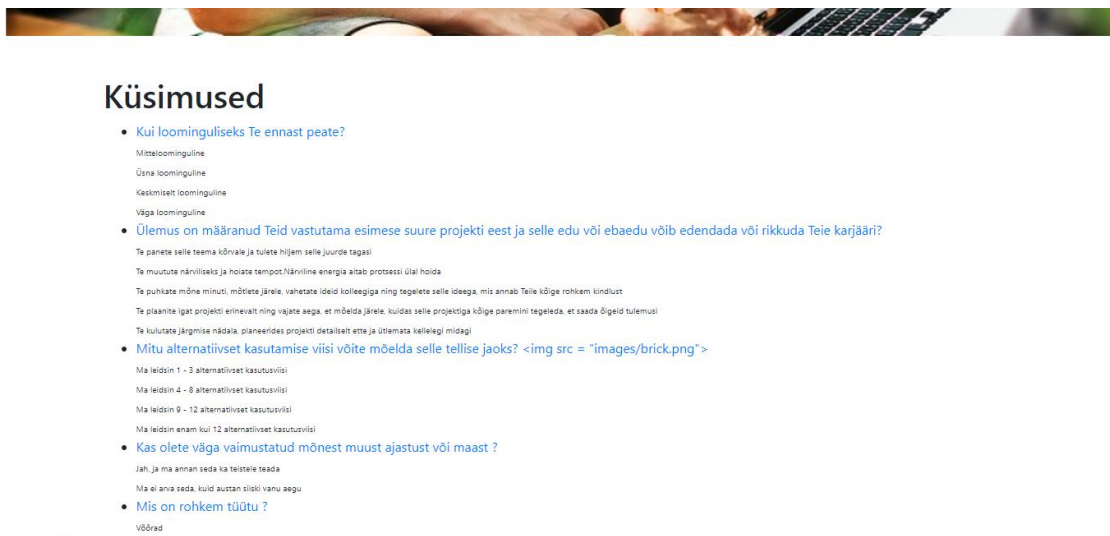 Küsimused
Kui loominguliseks Te ennast peate?
Mitteloominguline
Üsna loominguline
Keskmiselt loominguline
Väga loominguline
Ülemus on määranud Teid vastutama esimese suure projekti eest ja selle edu või ebaedu võib edendada või rikkuda Teie karjääri?
Te panete selle teema kõrvale ja tulete hiljem selle juurde tagasi
Te muutute närviliseks ja hoiate tempot.Närviline energia aitab protsessi ülal hoida
Te puhkate mõne minuti, mõtlete järele, vahetate ideid kolleegiga ning tegelete selle ideega, mis annab Teile kõige rohkem kindlust
Te plaanite igat projekti erinevalt ning vajate aega, et mõelda järele, kuidas selle projektiga kõige paremini tegeleda, et saada õigeid tulemusi
Te kulutate järgmise nädala, planeerides projekti detailselt ette ja ütlemata kellelegi midagi
Mitu alternatiivset kasutamise viisi võite mõelda selle tellise jaoks? <img src = "images/brick.png">
Ma leidsin 1 - 3 alternatiivset kasutusviisi
Ma leidsin 4 - 8 alternatiivset kasutusviisi
Ma leidsin 9 - 12 alternatiivset kasutusviisi
Ma leidsin enam kui 12 alternatiivset kasutusviisi
Kas olete väga vaimustatud mõnest muust ajastust või maast ?
Jah, ja ma annan seda ka teistele teada
Ma ei arva seda, kuid austan siiski vanu aegu
Mis on rohkem tüütu ?
Võõrad